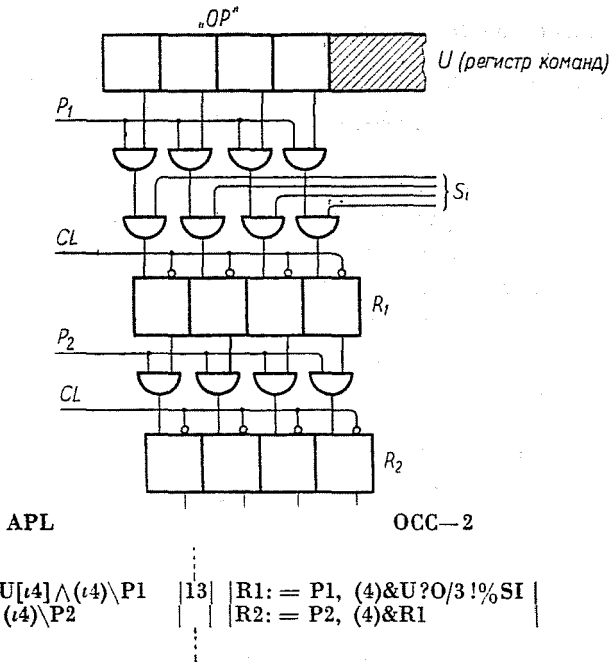 „OP"
U (регистр команд)
P₁
Sᵢ
CL
R₁
P₂
CL
R₂
APL OCC—2
U[ι4]∧(ι4)\P1 |13| |R1: = P1, (4)&U?O/3!%SI |
(ι4)\P2 | | |R2: = P2, (4)&R1 |